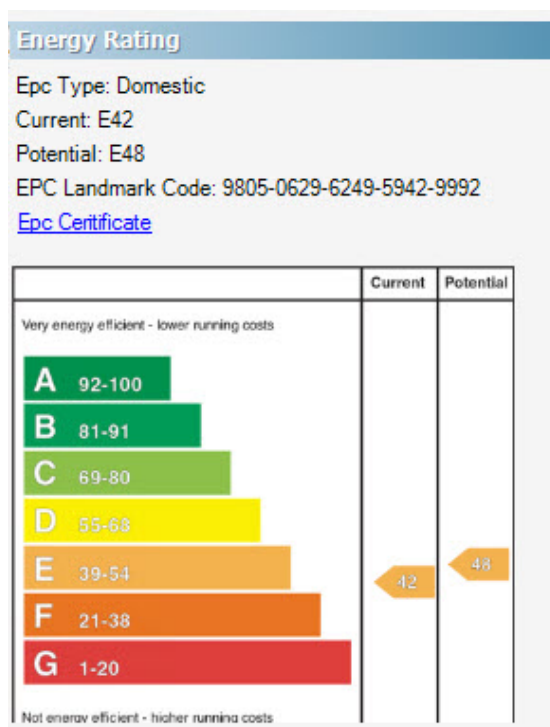 Energy Rating
Epc Type: Domestic
Current: E42
Potential: E48
EPC Landmark Code: 9805-0629-6249-5942-9992
Epc Ceritificate
Current Potential
Very energy efficient - lower running costs
A 92-100
B 81-91
C 69-80
D 55-68
E 39-54 42 48
F 21-38
G 1-20
Not energy efficient - higher running costs